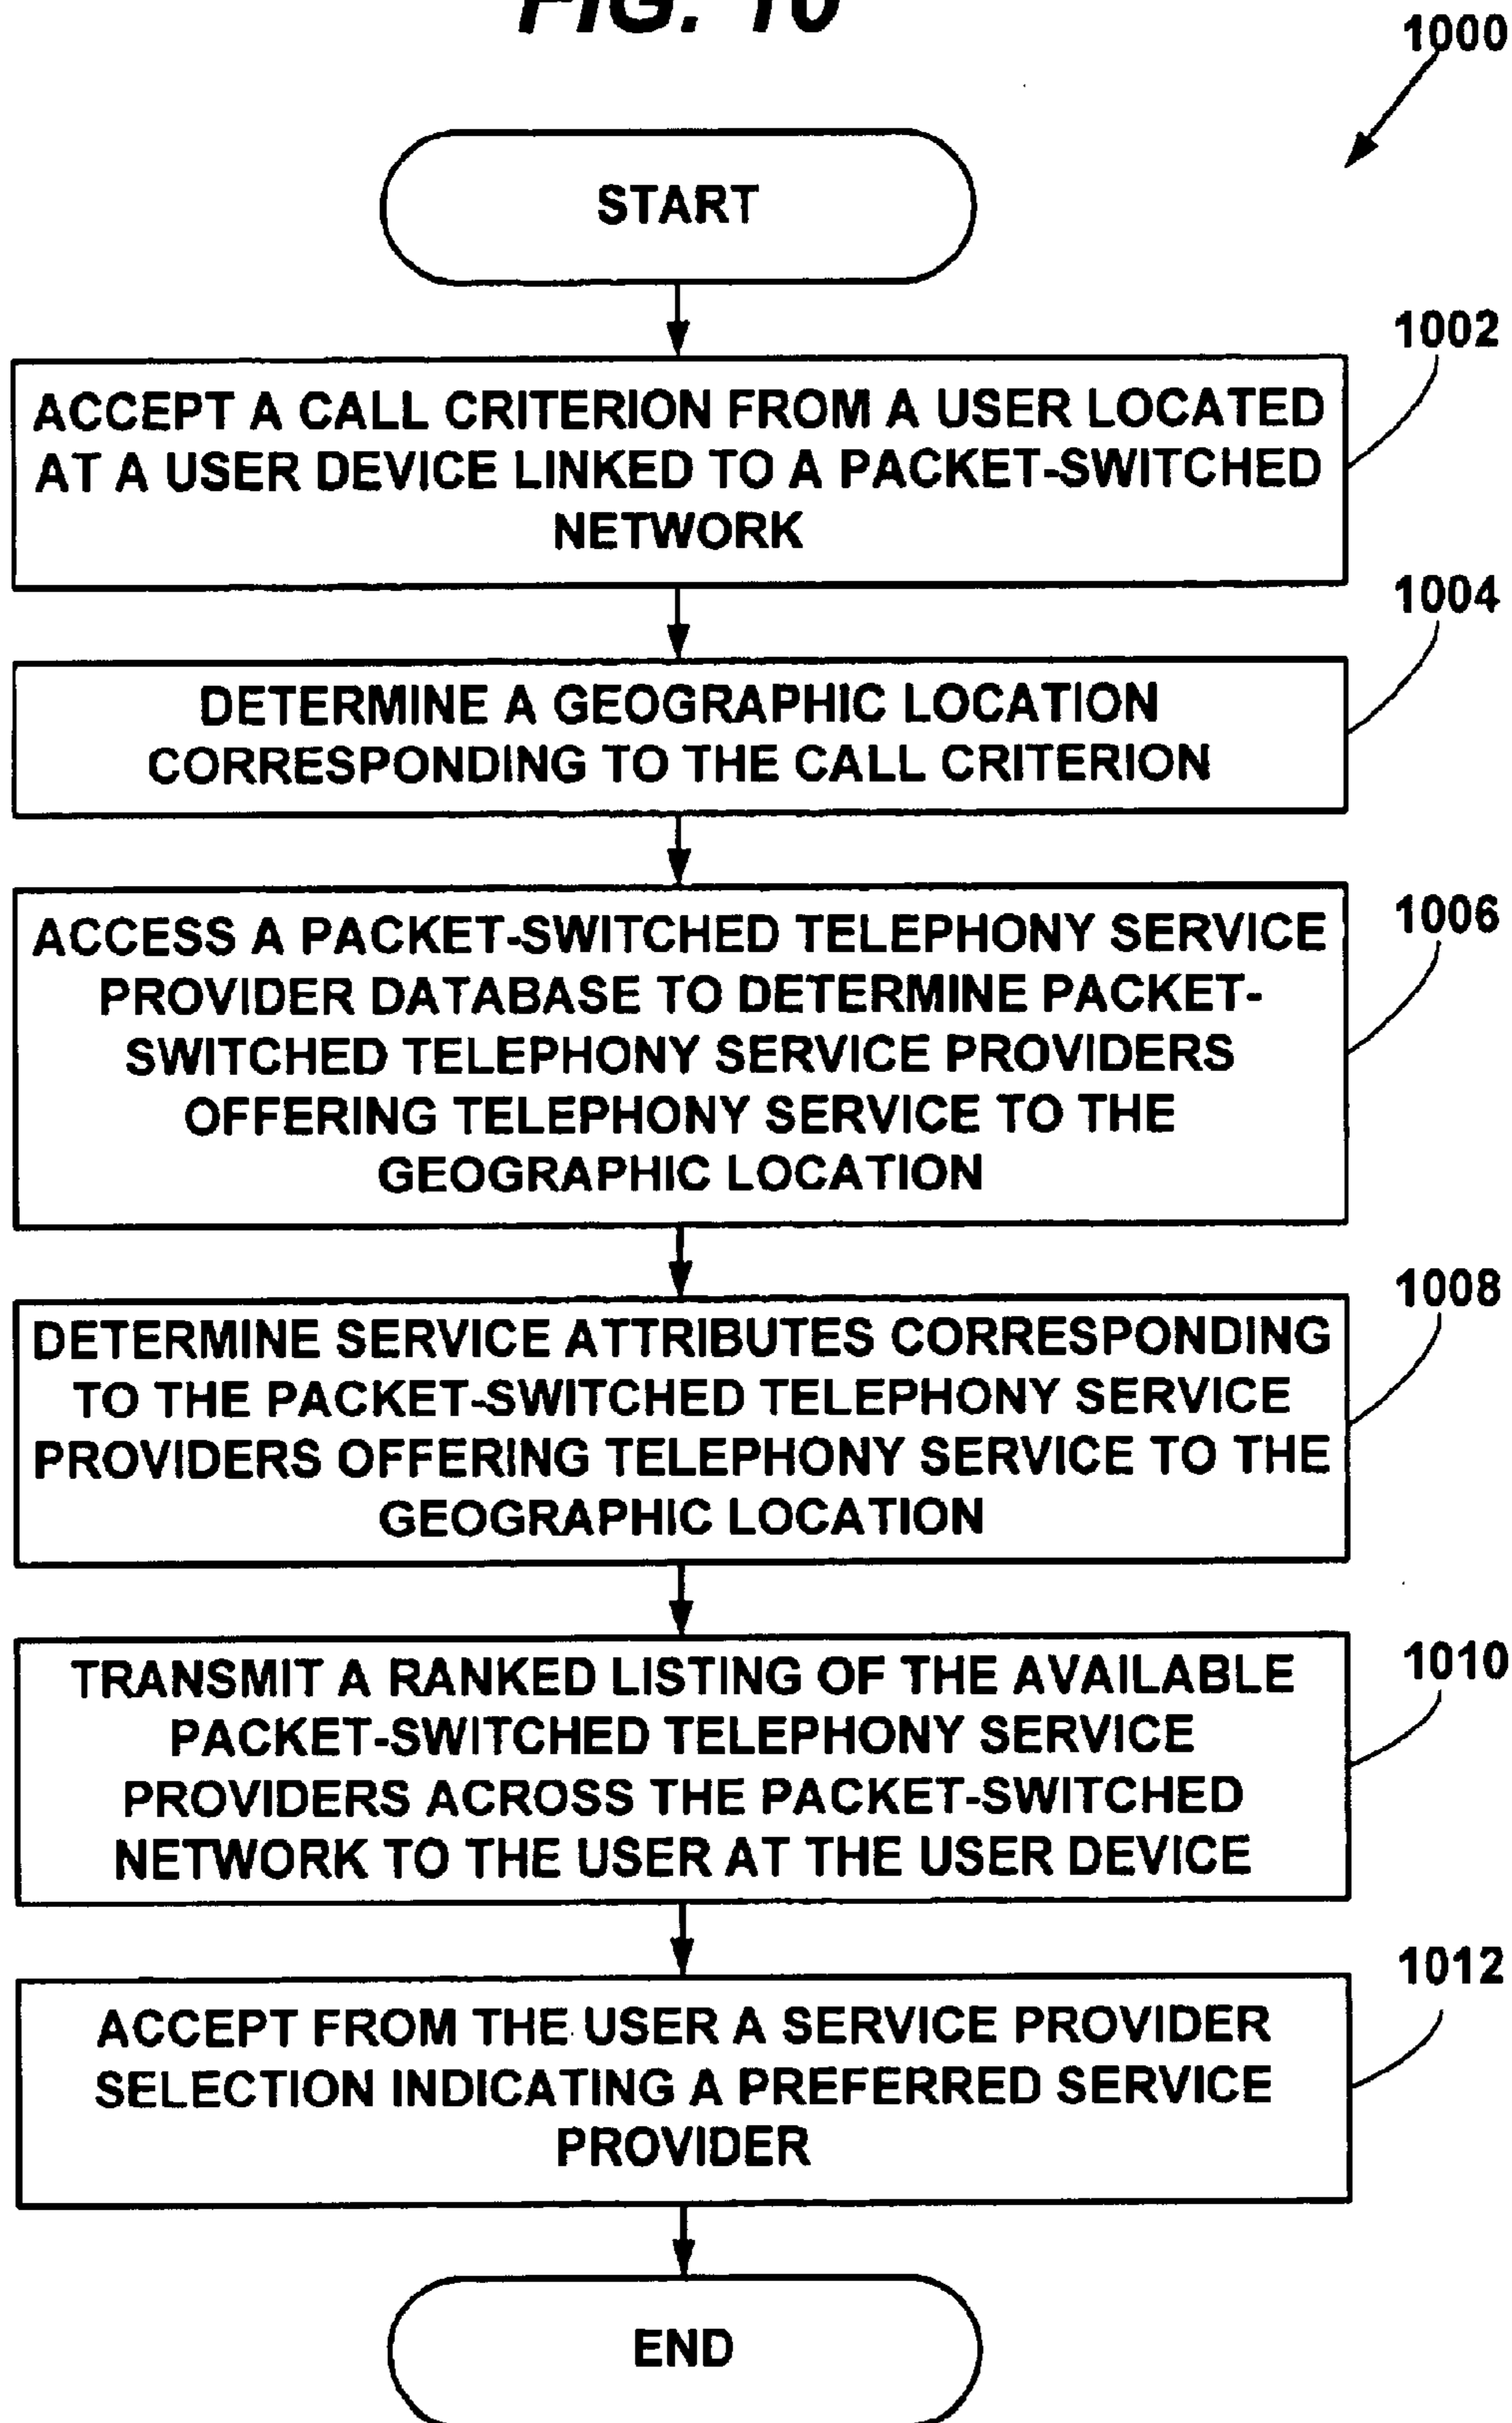 FIG. 10
1000
START
1002
ACCEPT A CALL CRITERION FROM A USER LOCATED
AT A USER DEVICE LINKED TO A PACKET-SWITCHED
NETWORK
1004
DETERMINE A GEOGRAPHIC LOCATION
CORRESPONDING TO THE CALL CRITERION
1006
ACCESS A PACKET-SWITCHED TELEPHONY SERVICE
PROVIDER DATABASE TO DETERMINE PACKET-
SWITCHED TELEPHONY SERVICE PROVIDERS
OFFERING TELEPHONY SERVICE TO THE
GEOGRAPHIC LOCATION
1008
DETERMINE SERVICE ATTRIBUTES CORRESPONDING
TO THE PACKET-SWITCHED TELEPHONY SERVICE
PROVIDERS OFFERING TELEPHONY SERVICE TO THE
GEOGRAPHIC LOCATION
1010
TRANSMIT A RANKED LISTING OF THE AVAILABLE
PACKET-SWITCHED TELEPHONY SERVICE
PROVIDERS ACROSS THE PACKET-SWITCHED
NETWORK TO THE USER AT THE USER DEVICE
1012
ACCEPT FROM THE USER A SERVICE PROVIDER
SELECTION INDICATING A PREFERRED SERVICE
PROVIDER
END